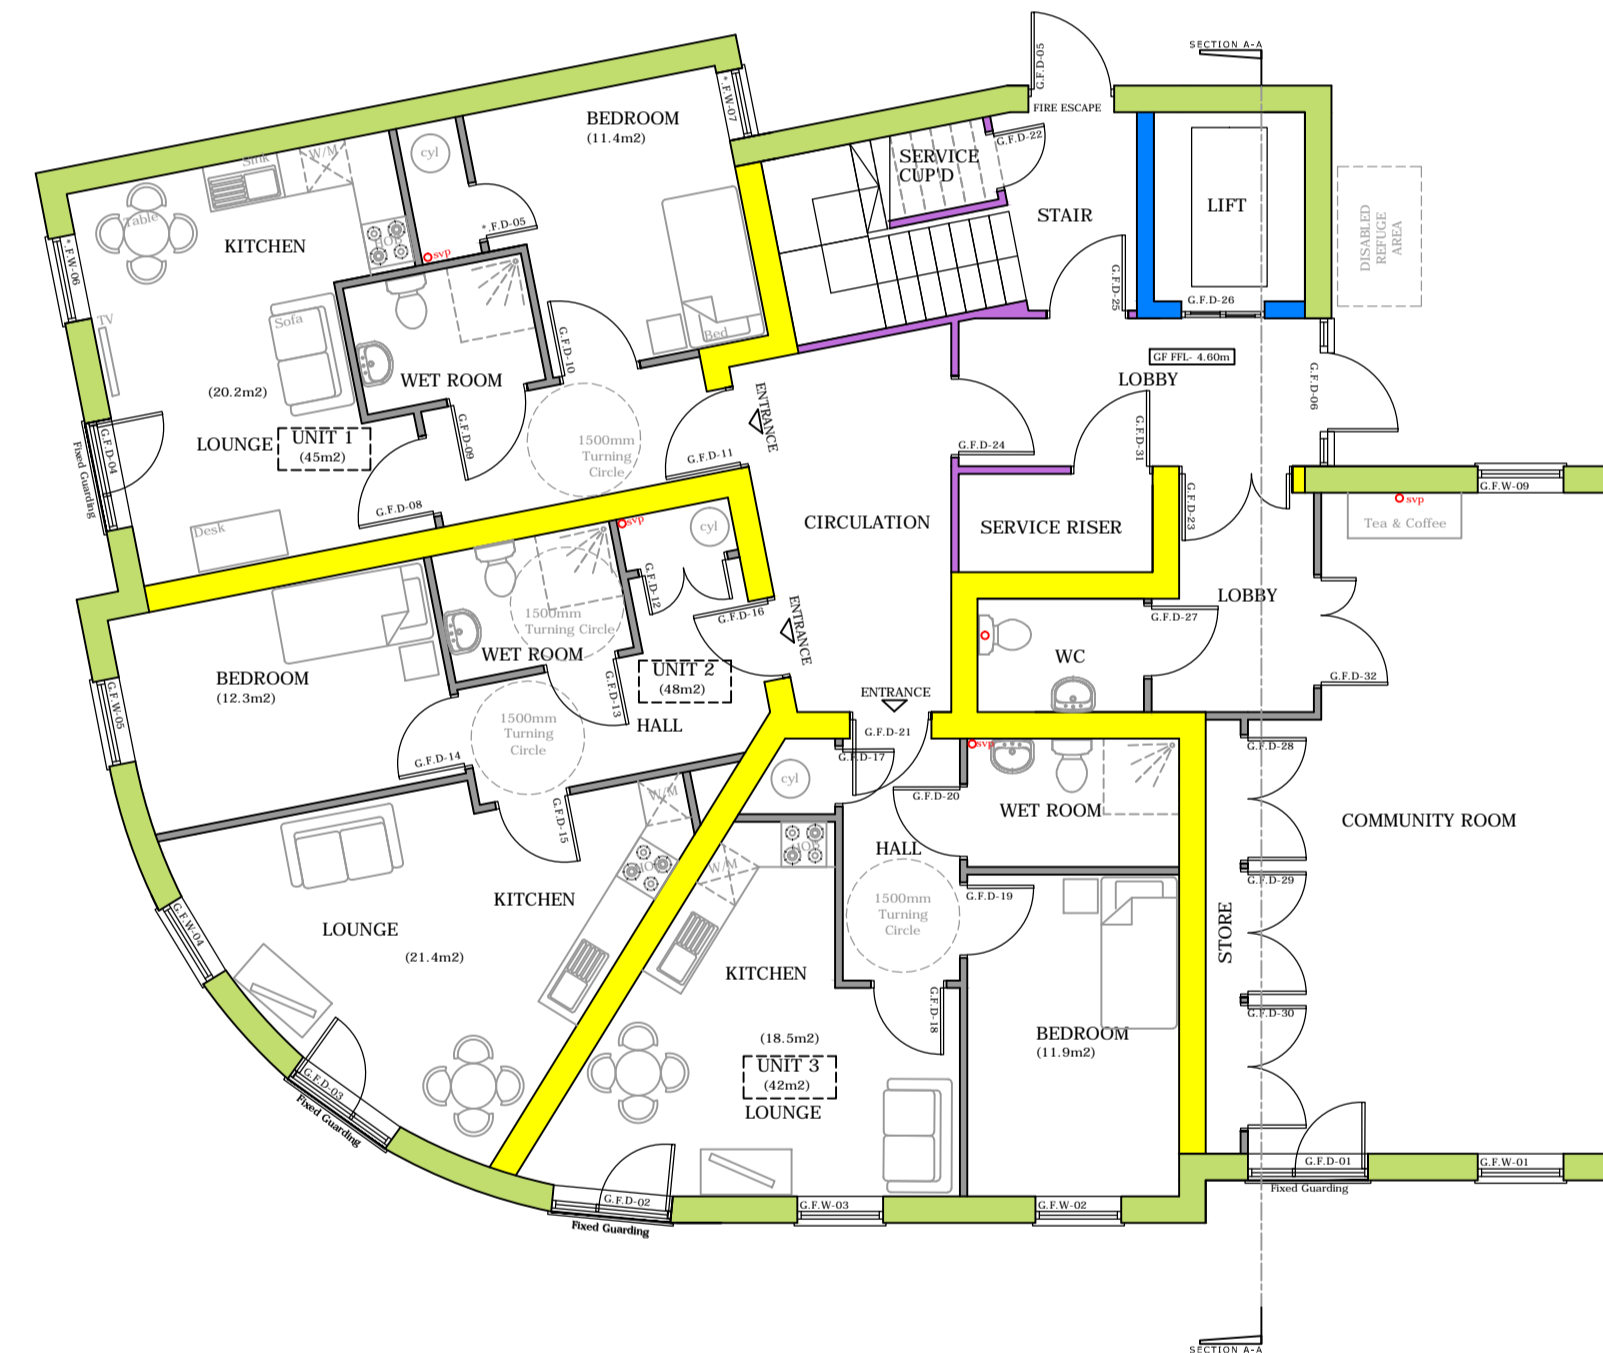 SECTION A-A
G.F.D-05
FIRE ESCAPE
*.F.W-07
BEDROOM
(11.4m2)
cyl
Sink
W/M
G.F.D-22
SERVICE
CUP'D
STAIR
LIFT
DISABLED
REFUGE
AREA
Table
KITCHEN
HOB
*.F.D-05
svp
*.F.W-06
G.F.D-25
G.F.D-26
TV
Sofa
Bed
G.F.D-10
GF FFL- 4.60m
WET ROOM
LOBBY
G.F.D-06
(20.2m2)
ENTRANCE
LOUNGE
UNIT 1
(45m2)
G.F.D-09
1500mm
Turning
Circle
G.F.D-11
G.F.D-24
G.F.D-31
G.F.D-04
Fixed Guarding
G.F.D-08
Desk
svp
cyl
CIRCULATION
SERVICE RISER
G.F.D-23
G.F.W-09
svp
Tea & Coffee
G.F.D-12
1500mm
Turning Circle
G.F.D-16
ENTRANCE
LOBBY
G.F.D-27
WET ROOM
WC
BEDROOM
(12.3m2)
UNIT 2
(48m2)
G.F.D-32
G.F.W-05
G.F.D-13
ENTRANCE
1500mm
Turning
Circle
HALL
G.F.D-21
G.F.D-14
G.F.D-17
svp
G.F.D-28
cyl
W/M
G.F.D-20
WET ROOM
G.F.D-15
COMMUNITY ROOM
HOB
HOB
HALL
W/M
G.F.D-29
KITCHEN
G.F.D-19
1500mm
Turning
Circle
G.F.W-04
LOUNGE
STORE
(21.4m2)
KITCHEN
G.F.D-18
G.F.D-30
BEDROOM
(11.9m2)
(18.5m2)
UNIT 3
(42m2)
G.F.D-03
Fixed Guarding
LOUNGE
G.F.D-01
G.F.W-01
Fixed Guarding
G.F.D-02
G.F.W-03
G.F.W-02
Fixed Guarding
SECTION A-A